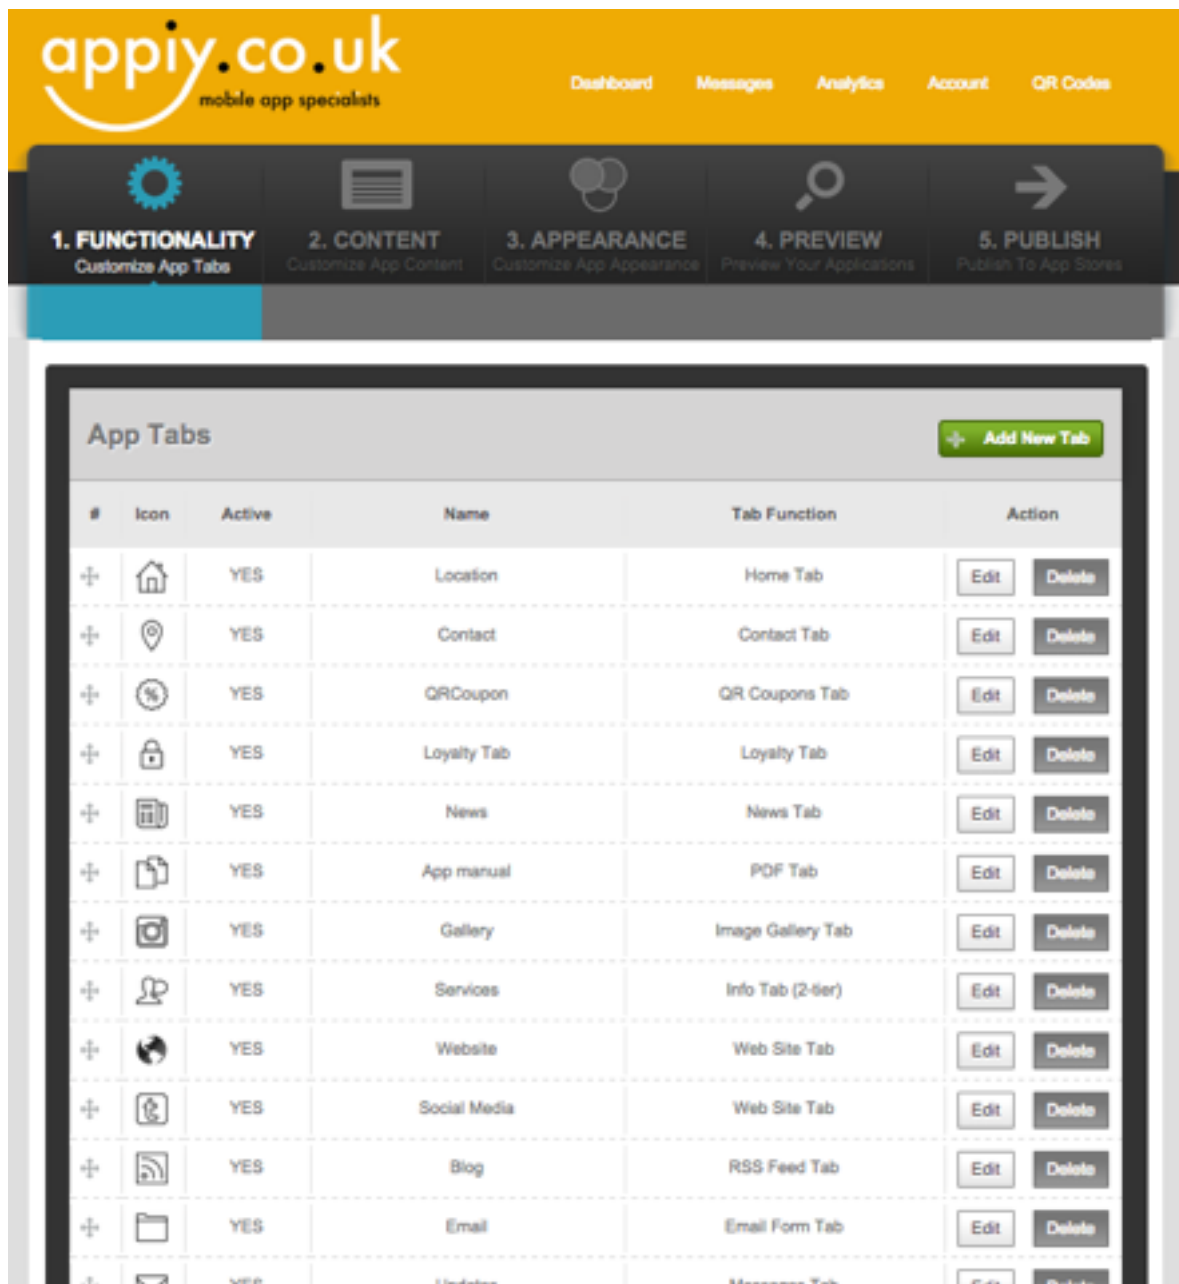 appiy.co.uk
mobile app specialists
Dashboard Messages Analytics Account QR Codes
1. FUNCTIONALITY 2. CONTENT 3. APPEARANCE 4. PREVIEW 5. PUBLISH
Customize App Tabs Customize App Content Customize App Appearance Preview Your Applications Publish To App Stores
App Tabs Add New Tab
# Icon Active Name Tab Function Action
YES Location Home Tab Edit Delete
YES Contact Contact Tab Edit Delete
% YES QRCoupon QR Coupons Tab Edit Delete
YES Loyalty Tab Loyalty Tab Edit Delete
YES News News Tab Edit Delete
YES App manual PDF Tab Edit Delete
YES Gallery Image Gallery Tab Edit Delete
YES Services Info Tab (2-tier) Edit Delete
YES Website Web Site Tab Edit Delete
t YES Social Media Web Site Tab Edit Delete
YES Blog RSS Feed Tab Edit Delete
YES Email Email Form Tab Edit Delete
YES Updates Messages Tab Edit Delete